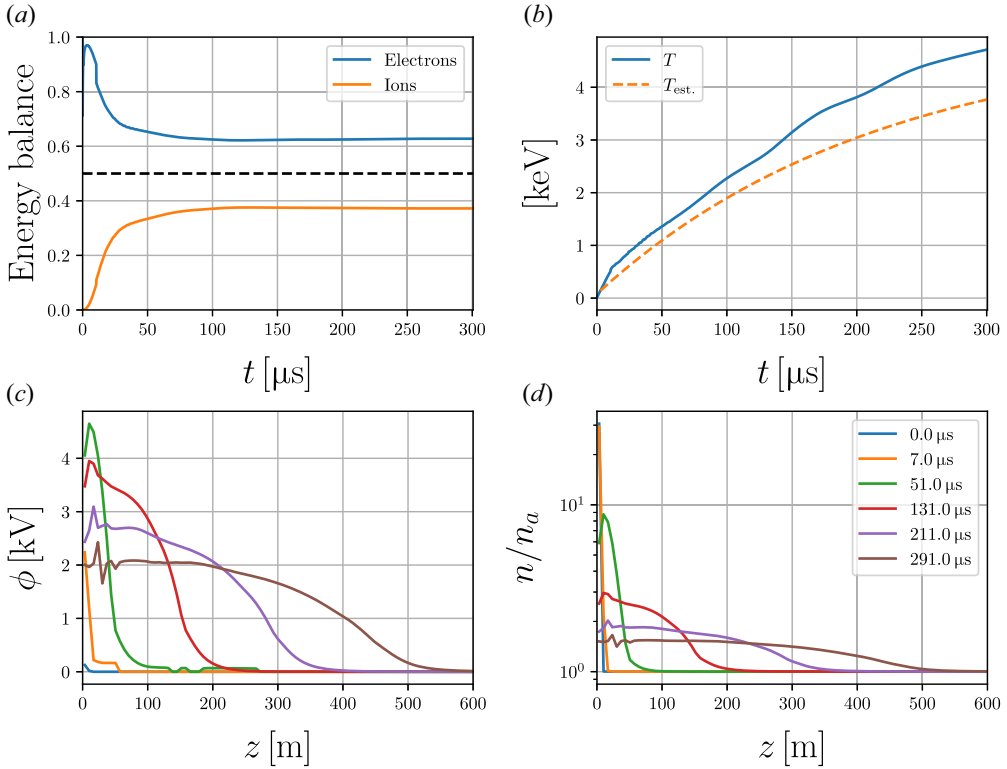 (a)
1.0
0.8
0.6
0.4
0.2
0.0
Energy balance
Electrons
Ions
0
50
100
150
200
250
300
t [µs]
(b)
4
3
2
1
0
[keV]
T
T_est.
0
50
100
150
200
250
300
t [µs]
(c)
4
3
2
1
0
ϕ [kV]
0
100
200
300
400
500
600
z [m]
(d)
10^1
10^0
n/n_a
0.0 µs
7.0 µs
51.0 µs
131.0 µs
211.0 µs
291.0 µs
0
100
200
300
400
500
600
z [m]